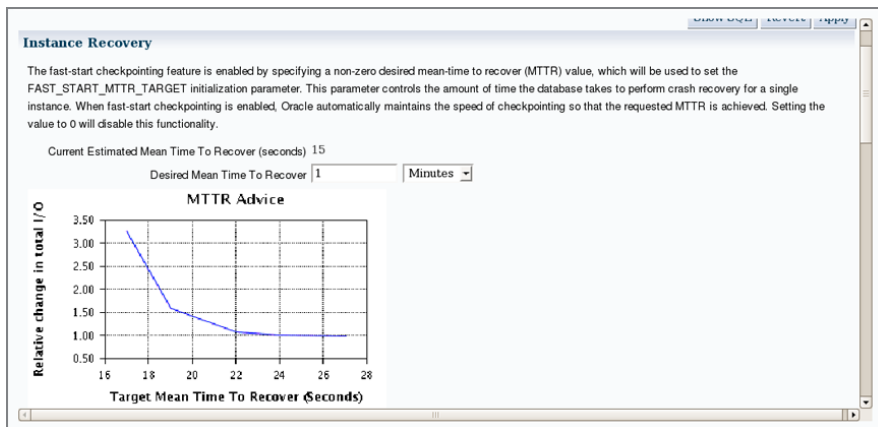 Show SQL Revert Apply
Instance Recovery
The fast-start checkpointing feature is enabled by specifying a non-zero desired mean-time to recover (MTTR) value, which will be used to set the
FAST_START_MTTR_TARGET initialization parameter. This parameter controls the amount of time the database takes to perform crash recovery for a single
instance. When fast-start checkpointing is enabled, Oracle automatically maintains the speed of checkpointing so that the requested MTTR is achieved. Setting the
value to 0 will disable this functionality.
Current Estimated Mean Time To Recover (seconds) 15
Desired Mean Time To Recover 1 Minutes
MTTR Advice
Relative change in total I/O
3.50
3.00
2.50
2.00
1.50
1.00
0.50
16 18 20 22 24 26 28
Target Mean Time To Recover (Seconds)